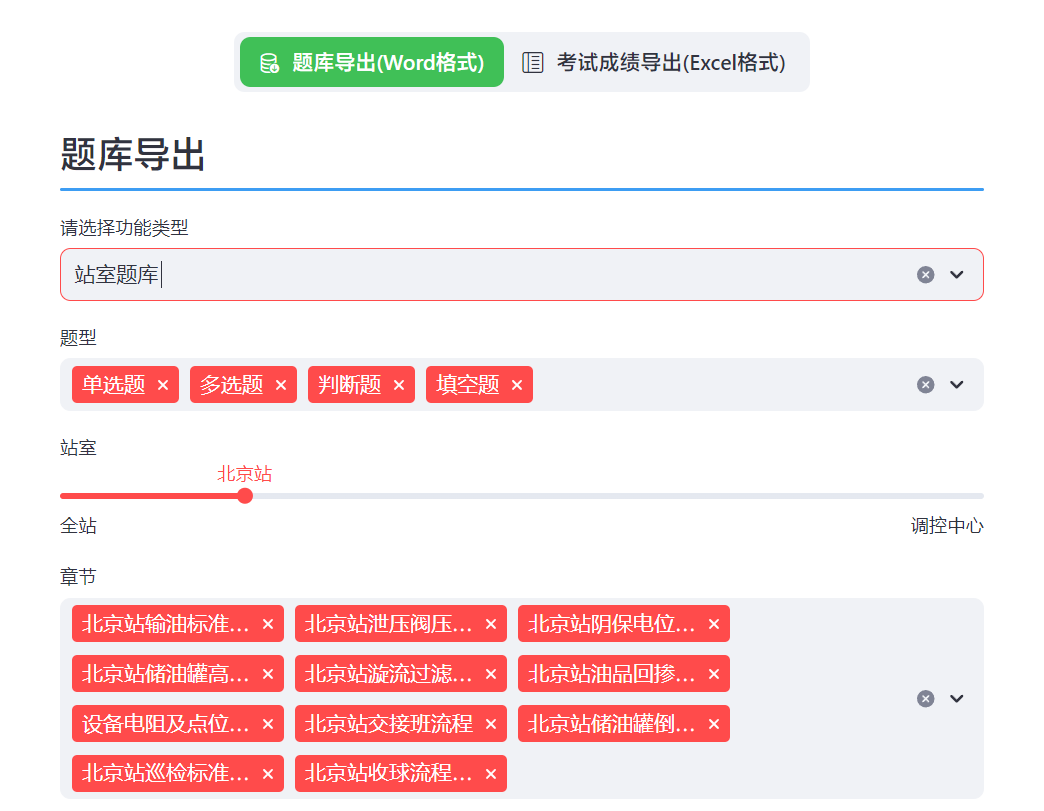 题库导出(Word格式) 考试成绩导出(Excel格式)
题库导出
请选择功能类型
站室题库
题型
单选题 多选题 判断题 填空题
站室
北京站
全站 调控中心
章节
北京站输油标准... 北京站泄压阀压... 北京站阴保电位...
北京站储油罐高... 北京站漩流过滤... 北京站油品回掺...
设备电阻及点位... 北京站交接班流程 北京站储油罐倒...
北京站巡检标准... 北京站收球流程...